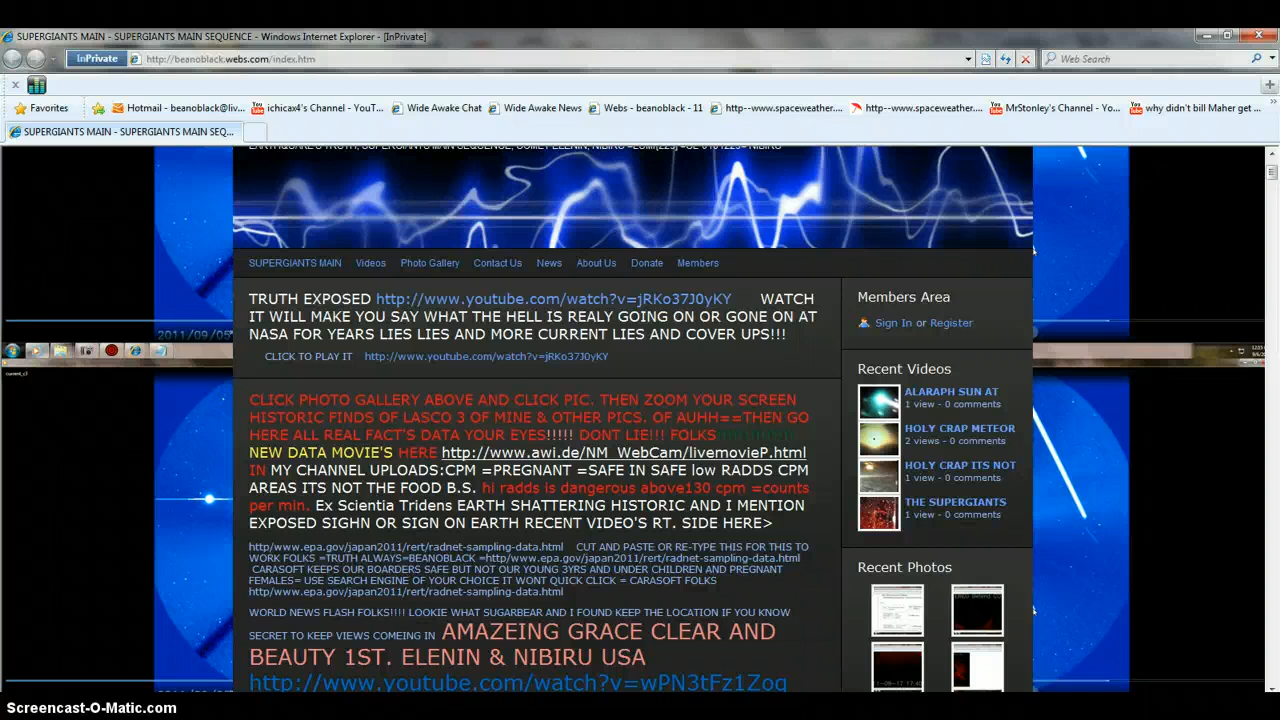 SUPERGIANTS MAIN - SUPERGIANTS MAIN SEQUENCE - Windows Internet Explorer - [InPrivate]
InPrivate http://beanoblack.webs.com/index.htm Web Search
Favorites Hotmail - beanoblack@liv... ichicax4's Channel - YouT... Wide Awake Chat Wide Awake News Webs - beanoblack - 11 http--www.spaceweather.... http--www.spaceweather.... MrStonley's Channel - Yo... why didn't bill Maher get ...
SUPERGIANTS MAIN - SUPERGIANTS MAIN SEQ...
SUPERGIANTS MAIN Videos Photo Gallery Contact Us News About Us Donate Members
TRUTH EXPOSED http://www.youtube.com/watch?v=jRKo37J0yKY WATCH
IT WILL MAKE YOU SAY WHAT THE HELL IS REALY GOING ON OR GONE ON AT
NASA FOR YEARS LIES LIES AND MORE CURRENT LIES AND COVER UPS!!!
CLICK TO PLAY IT http://www.youtube.com/watch?v=jRKo37J0yKY
CLICK PHOTO GALLERY ABOVE AND CLICK PIC. THEN ZOOM YOUR SCREEN
HISTORIC FINDS OF LASCO 3 OF MINE & OTHER PICS. OF AUHH==THEN GO
HERE ALL REAL FACT'S DATA YOUR EYES!!!!! DONT LIE!!! FOLKS
NEW DATA MOVIE'S HERE http://www.awi.de/NM_WebCam/livemovieP.html
IN MY CHANNEL UPLOADS:CPM =PREGNANT =SAFE IN SAFE low RADDS CPM
AREAS ITS NOT THE FOOD B.S. hi radds is dangerous above130 cpm =counts
per min. Ex Scientia Tridens EARTH SHATTERING HISTORIC AND I MENTION
EXPOSED SIGHN OR SIGN ON EARTH RECENT VIDEO'S RT. SIDE HERE>
http/www.epa.gov/japan2011/rert/radnet-sampling-data.html CUT AND PASTE OR RE-TYPE THIS FOR THIS TO
WORK FOLKS =TRUTH ALWAYS=BEANOBLACK =http/www.epa.gov/japan2011/rert/radnet-sampling-data.html
CARASOFT KEEPS OUR BOARDERS SAFE BUT NOT OUR YOUNG 3YRS AND UNDER CHILDREN AND PREGNANT
FEMALES= USE SEARCH ENGINE OF YOUR CHOICE IT WONT QUICK CLICK = CARASOFT FOLKS
http/www.epa.gov/japan2011/rert/radnet-sampling-data.html
WORLD NEWS FLASH FOLKS!!!! LOOKIE WHAT SUGARBEAR AND I FOUND KEEP THE LOCATION IF YOU KNOW
SECRET TO KEEP VIEWS COMEING IN AMAZEING GRACE CLEAR AND
BEAUTY 1ST. ELENIN & NIBIRU USA
http://www.youtube.com/watch?v=wPN3tFz1Zog
Members Area
Sign In or Register
Recent Videos
ALARAPH SUN AT
1 view - 0 comments
HOLY CRAP METEOR
2 views - 0 comments
HOLY CRAP ITS NOT
1 view - 0 comments
THE SUPERGIANTS
1 view - 0 comments
Recent Photos
2011/09/05
Screencast-O-Matic.com